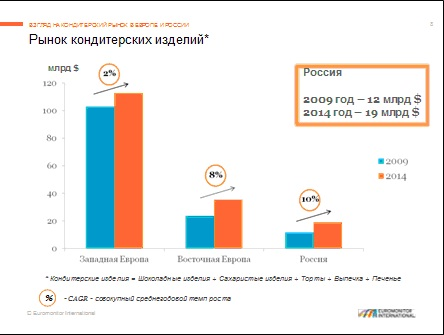 ВЗГЛЯД НА КОНДИТЕРСКИЙ РЫНОК В ЕВРОПЕ И РОССИИ
Рынок кондитерских изделий*
млрд $
120
100
80
60
40
20
0
2%
8%
10%
Западная Европа
Восточная Европа
Россия
Россия
2009 год – 12 млрд $
2014 год – 19 млрд $
2009
2014
* Кондитерские изделия = Шоколадные изделия + Сахаристые изделия + Торты + Выпечка + Печенье
% - CAGR - совокупный среднегодовой темп роста
© Euromonitor International
EUROMONITOR
INTERNATIONAL